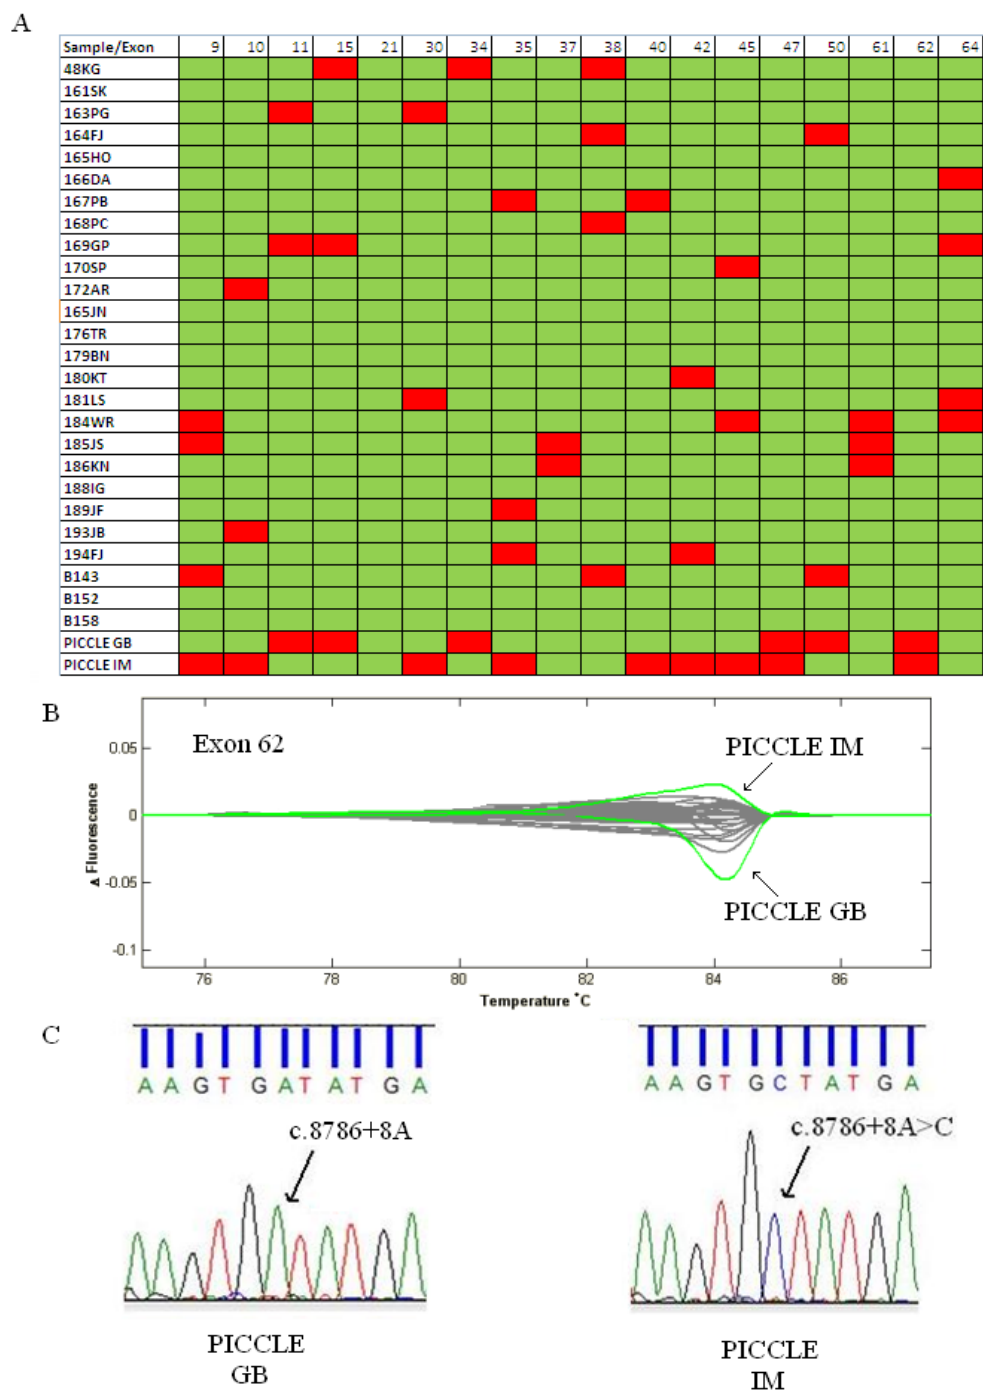 A
Sample/Exon 9 10 11 15 21 30 34 35 37 38 40 42 45 47 50 61 62 64
48KG
161SK
163PG
164FJ
165HO
166DA
167PB
168PC
169GP
170SP
172AR
165JN
176TR
179BN
180KT
181LS
184WR
185JS
186KN
188IG
189JF
193JB
194FJ
B143
B152
B158
PICCLE GB
PICCLE IM
B
Exon 62
PICCLE IM
PICCLE GB
0.05
0
-0.05
-0.1
Δ Fluorescence
76 78 80 82 84 86
Temperature °C
C
A A G T G A T A T G A
c.8786+8A
PICCLE
GB
A A G T G C T A T G A
c.8786+8A>C
PICCLE
IM